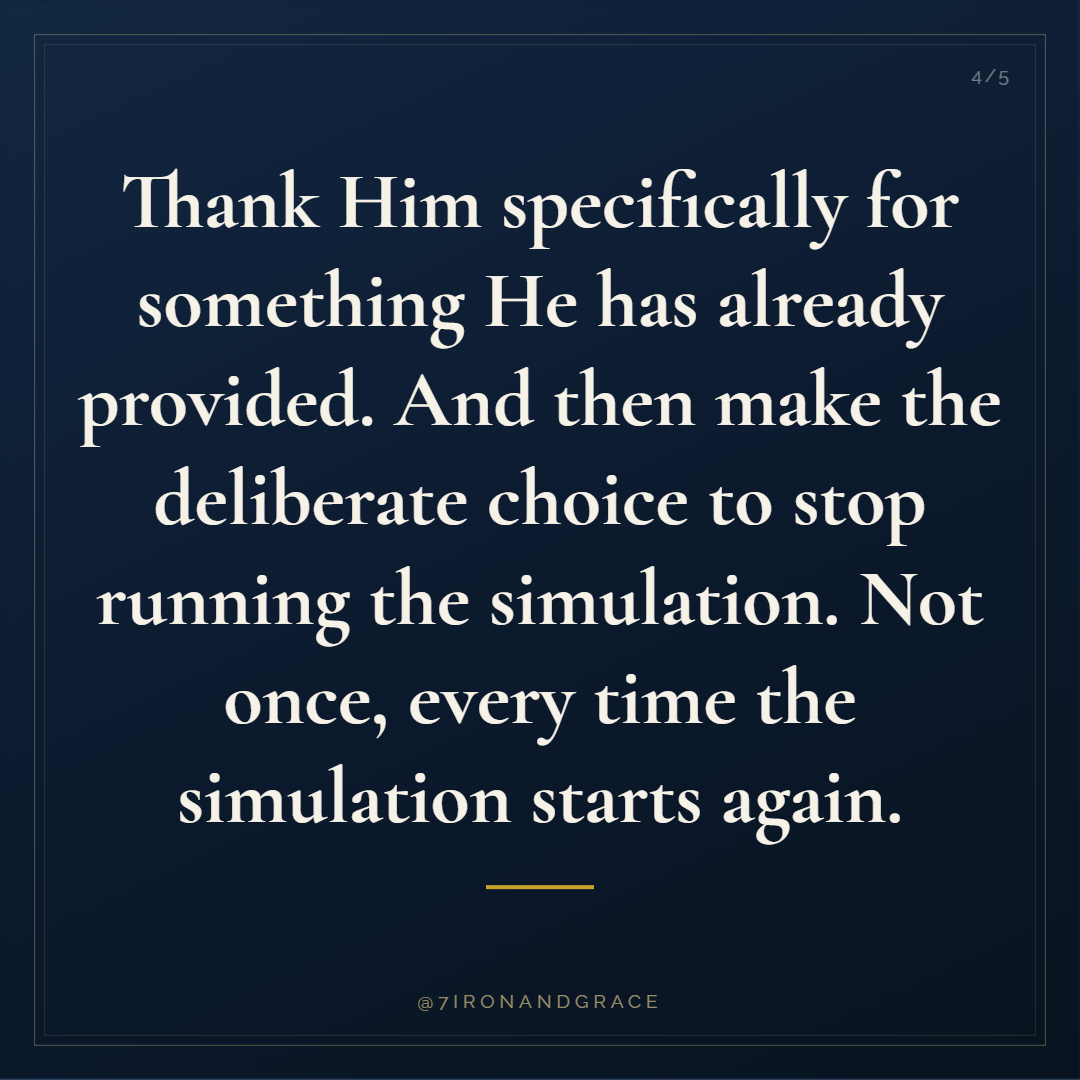 4/5
Thank Him specifically for
something He has already
provided. And then make the
deliberate choice to stop
running the simulation. Not
once, every time the
simulation starts again.
@7IRONANDGRACE